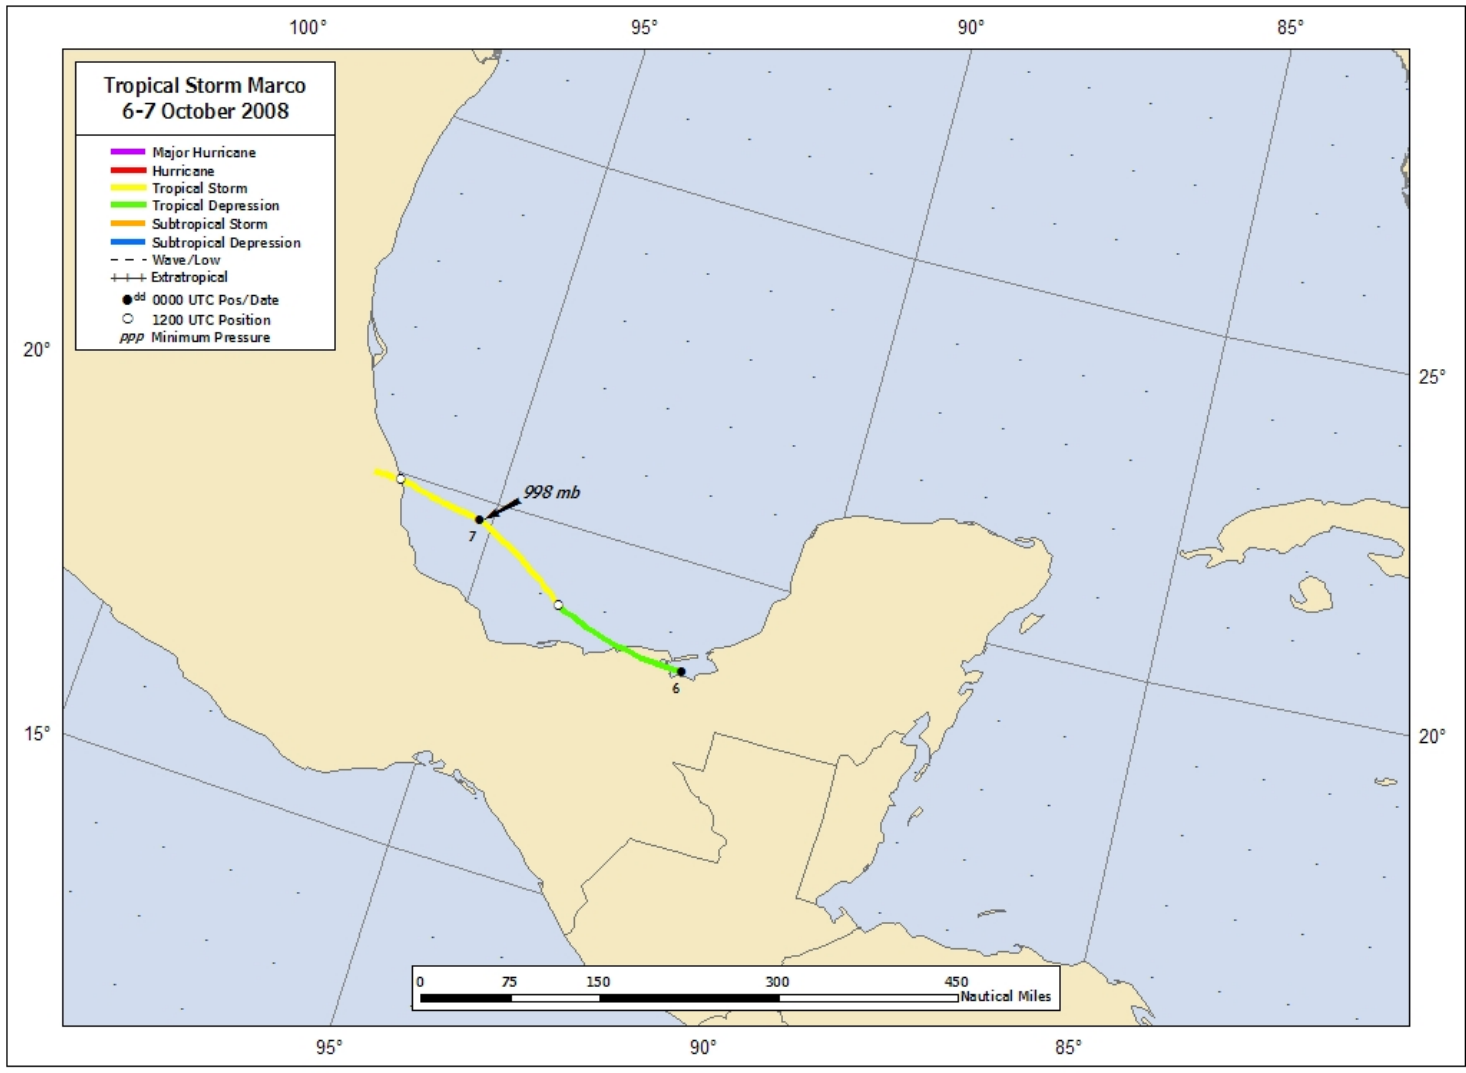 100° 95° 90° 85°
Tropical Storm Marco
6-7 October 2008
Major Hurricane
Hurricane
Tropical Storm
Tropical Depression
Subtropical Storm
Subtropical Depression
Wave/Low
Extratropical
dd 0000 UTC Pos/Date
1200 UTC Position
ppp Minimum Pressure
20°
25°
998 mb
7
6
15°
20°
0 75 150 300 450
Nautical Miles
95° 90° 85°